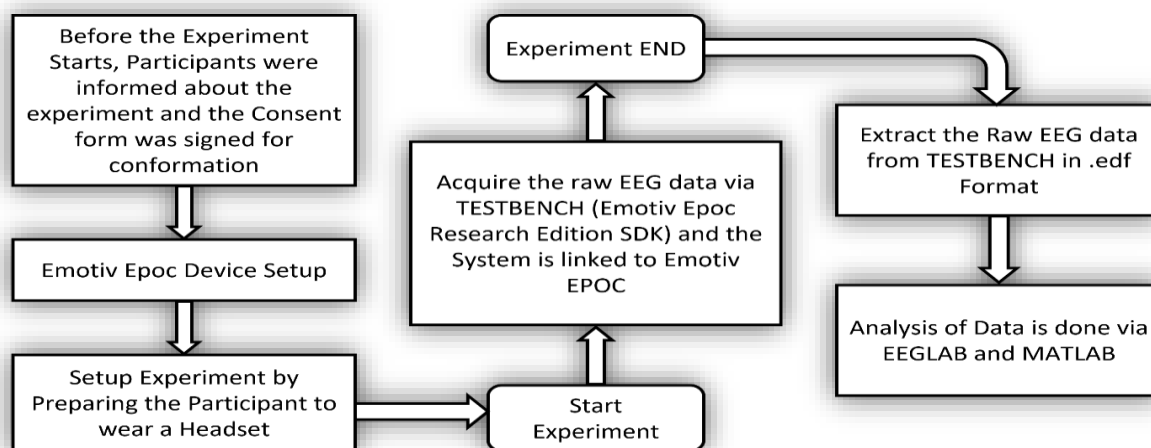 Before the Experiment
Starts, Participants were
informed about the
experiment and the Consent
form was signed for
conformation
Emotiv Epoc Device Setup
Setup Experiment by
Preparing the Participant to
wear a Headset
Start
Experiment
Acquire the raw EEG data via
TESTBENCH (Emotiv Epoc
Research Edition SDK) and the
System is linked to Emotiv
EPOC
Experiment END
Extract the Raw EEG data
from TESTBENCH in .edf
Format
Analysis of Data is done via
EEGLAB and MATLAB